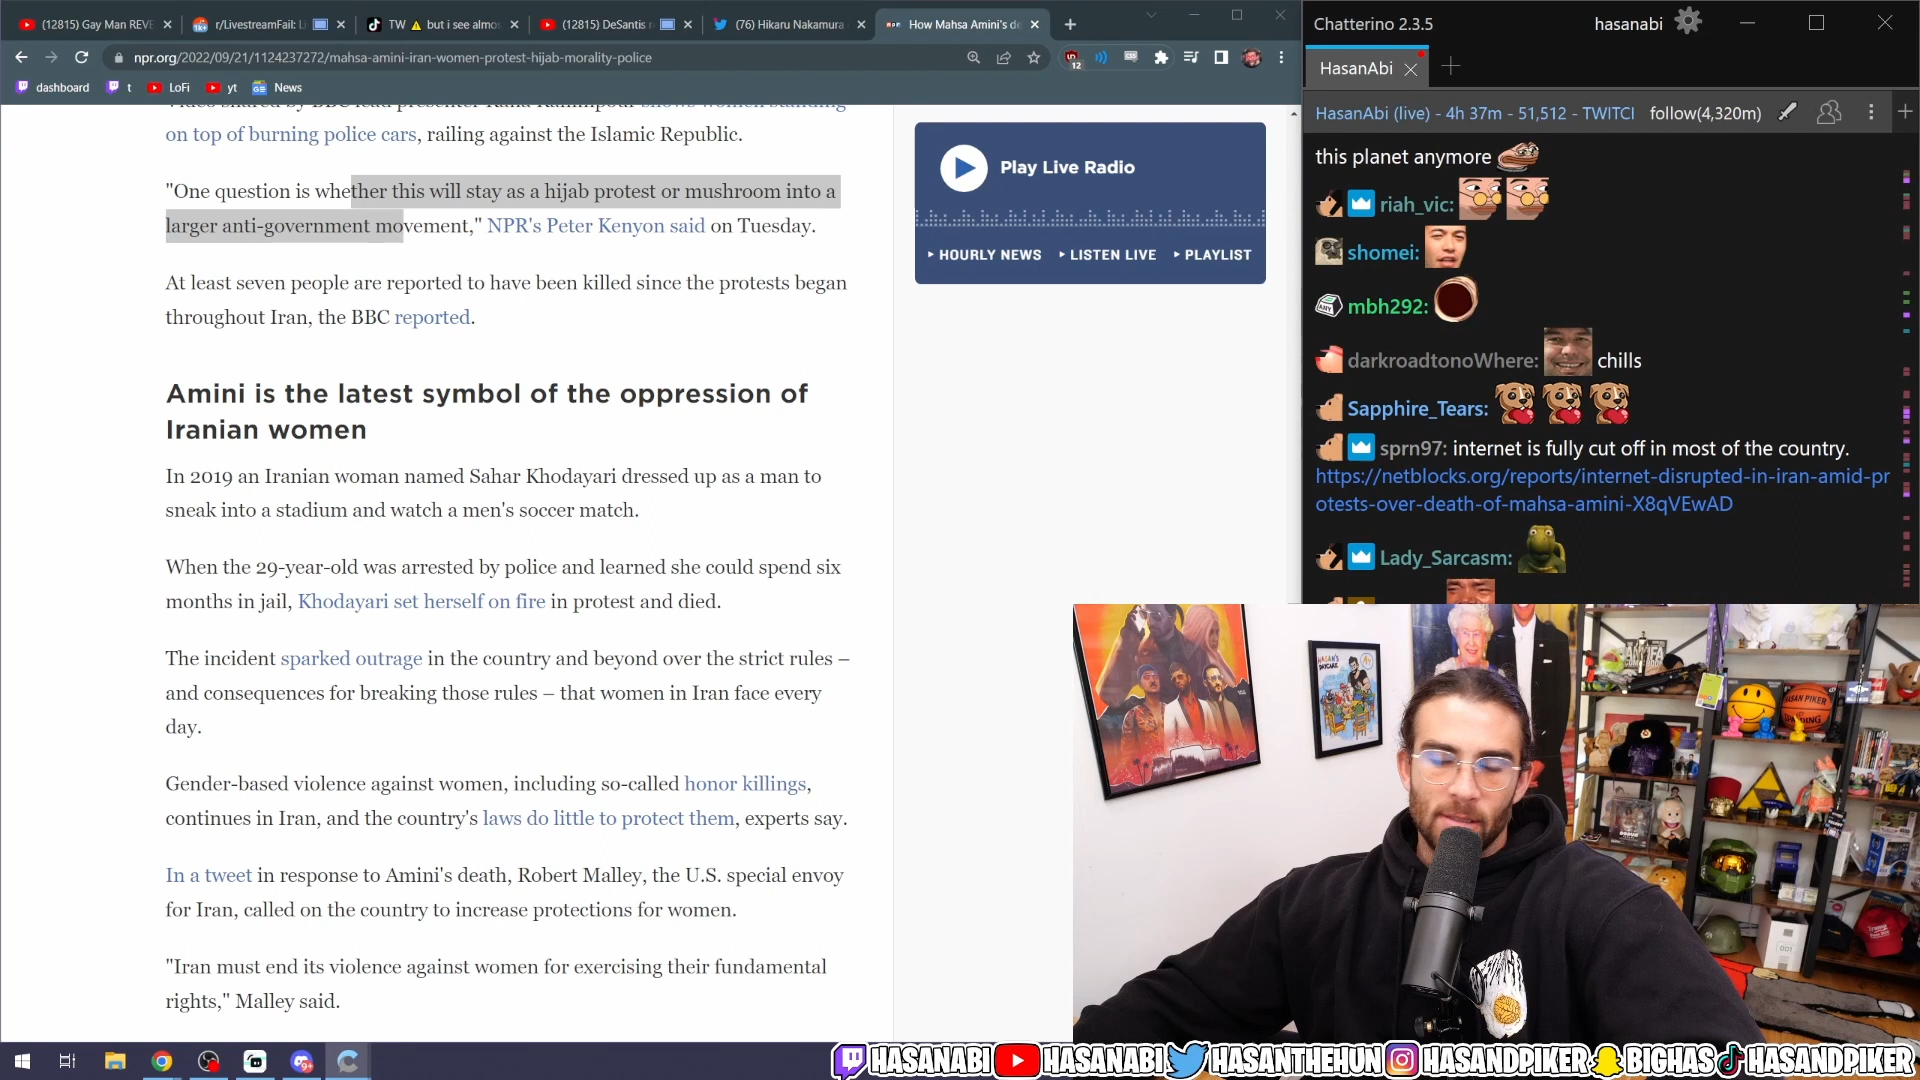 (12815) Gay Man REVE
r/LivestreamFail: L
TW ⚠ but i see almo
(12815) DeSantis r
(76) Hikaru Nakamura
How Mahsa Amini's de
npr.org/2022/09/21/1124237272/mahsa-amini-iran-women-protest-hijab-morality-police
12
dashboard
t
LoFi
yt
News
on top of burning police cars, railing against the Islamic Republic.
"One question is whether this will stay as a hijab protest or mushroom into a
larger anti-government movement," NPR's Peter Kenyon said on Tuesday.
At least seven people are reported to have been killed since the protests began
throughout Iran, the BBC reported.
Amini is the latest symbol of the oppression of
Iranian women
In 2019 an Iranian woman named Sahar Khodayari dressed up as a man to
sneak into a stadium and watch a men's soccer match.
When the 29-year-old was arrested by police and learned she could spend six
months in jail, Khodayari set herself on fire in protest and died.
The incident sparked outrage in the country and beyond over the strict rules –
and consequences for breaking those rules – that women in Iran face every
day.
Gender-based violence against women, including so-called honor killings,
continues in Iran, and the country's laws do little to protect them, experts say.
In a tweet in response to Amini's death, Robert Malley, the U.S. special envoy
for Iran, called on the country to increase protections for women.
"Iran must end its violence against women for exercising their fundamental
rights," Malley said.
Play Live Radio
HOURLY NEWS
LISTEN LIVE
PLAYLIST
Chatterino 2.3.5
hasanabi
HasanAbi
HasanAbi (live) - 4h 37m - 51,512 - TWITCI
follow(4,320m)
this planet anymore
riah_vic:
shomei:
mbh292:
darkroadtonoWhere: chills
Sapphire_Tears:
sprn97: internet is fully cut off in most of the country.
https://netblocks.org/reports/internet-disrupted-in-iran-amid-pr
otests-over-death-of-mahsa-amini-X8qVEwAD
Lady_Sarcasm:
HASAN PIKER
HASANABI
HASANABI
HASANTHEHUN
HASANDPIKER
BIGHAS
HASANDPIKER